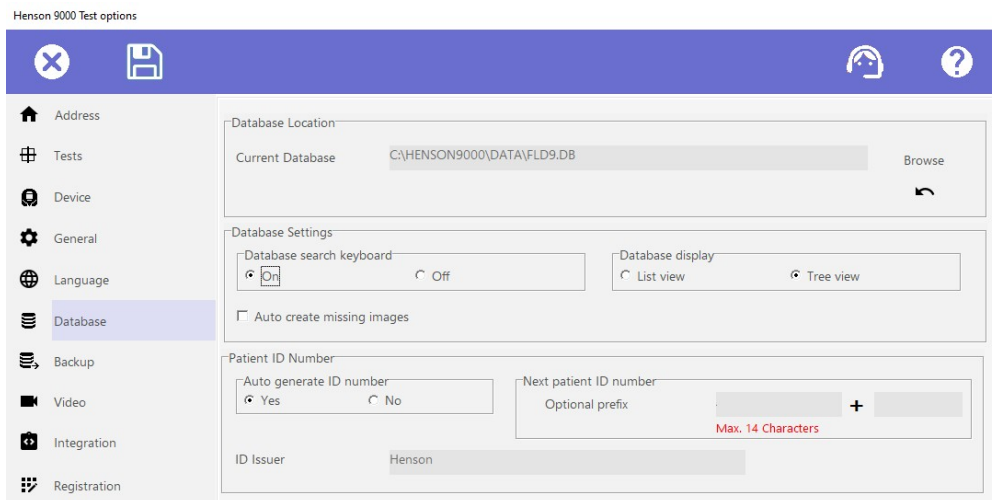 Henson 9000 Test options
Address
Tests
Device
General
Language
Database
Backup
Video
Integration
Registration
Database Location
Current Database C:\HENSON9000\DATA\FLD9.DB Browse
Database Settings
Database search keyboard
On Off
Database display
List view Tree view
Auto create missing images
Patient ID Number
Auto generate ID number
Yes No
Next patient ID number
Optional prefix +
Max. 14 Characters
ID Issuer Henson